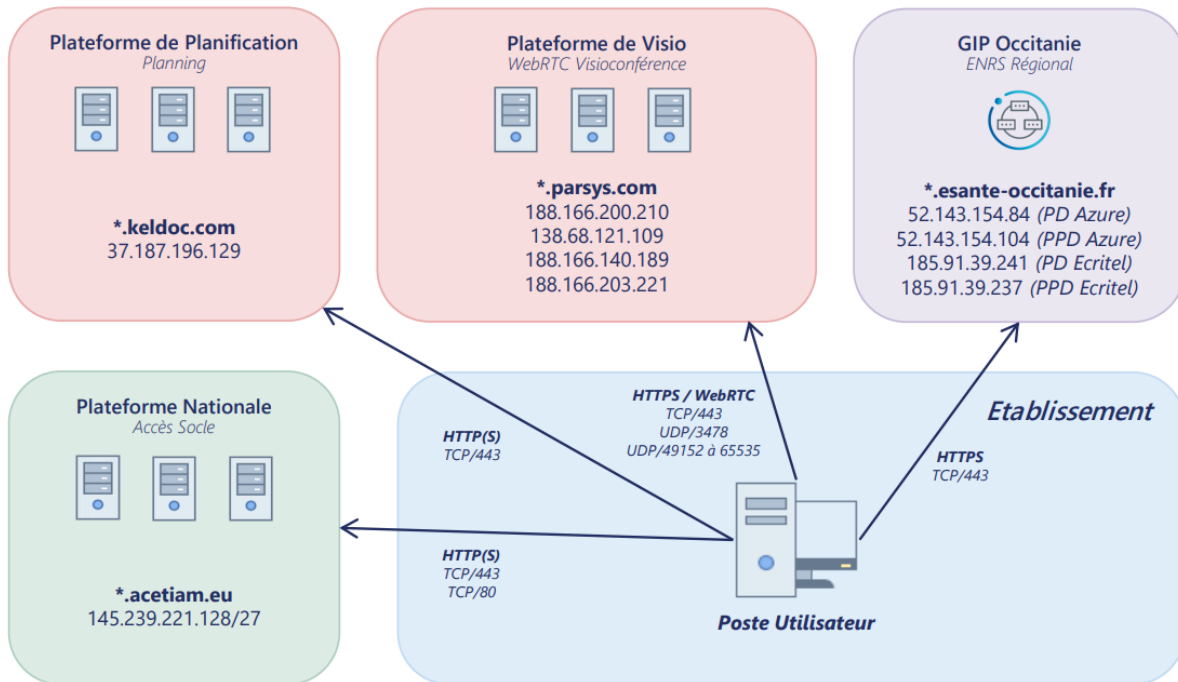 Plateforme de Planification
Planning
*.keldoc.com
37.187.196.129
Plateforme de Visio
WebRTC Visioconférence
*.parsys.com
188.166.200.210
138.68.121.109
188.166.140.189
188.166.203.221
GIP Occitanie
ENRS Régional
*.esante-occitanie.fr
52.143.154.84 (PD Azure)
52.143.154.104 (PPD Azure)
185.91.39.241 (PD Ecritel)
185.91.39.237 (PPD Ecritel)
Plateforme Nationale
Accès Socle
*.acetiam.eu
145.239.221.128/27
HTTP(S)
TCP/443
HTTP(S)
TCP/443
TCP/80
HTTPS / WebRTC
TCP/443
UDP/3478
UDP/49152 à 65535
Etablissement
HTTPS
TCP/443
Poste Utilisateur